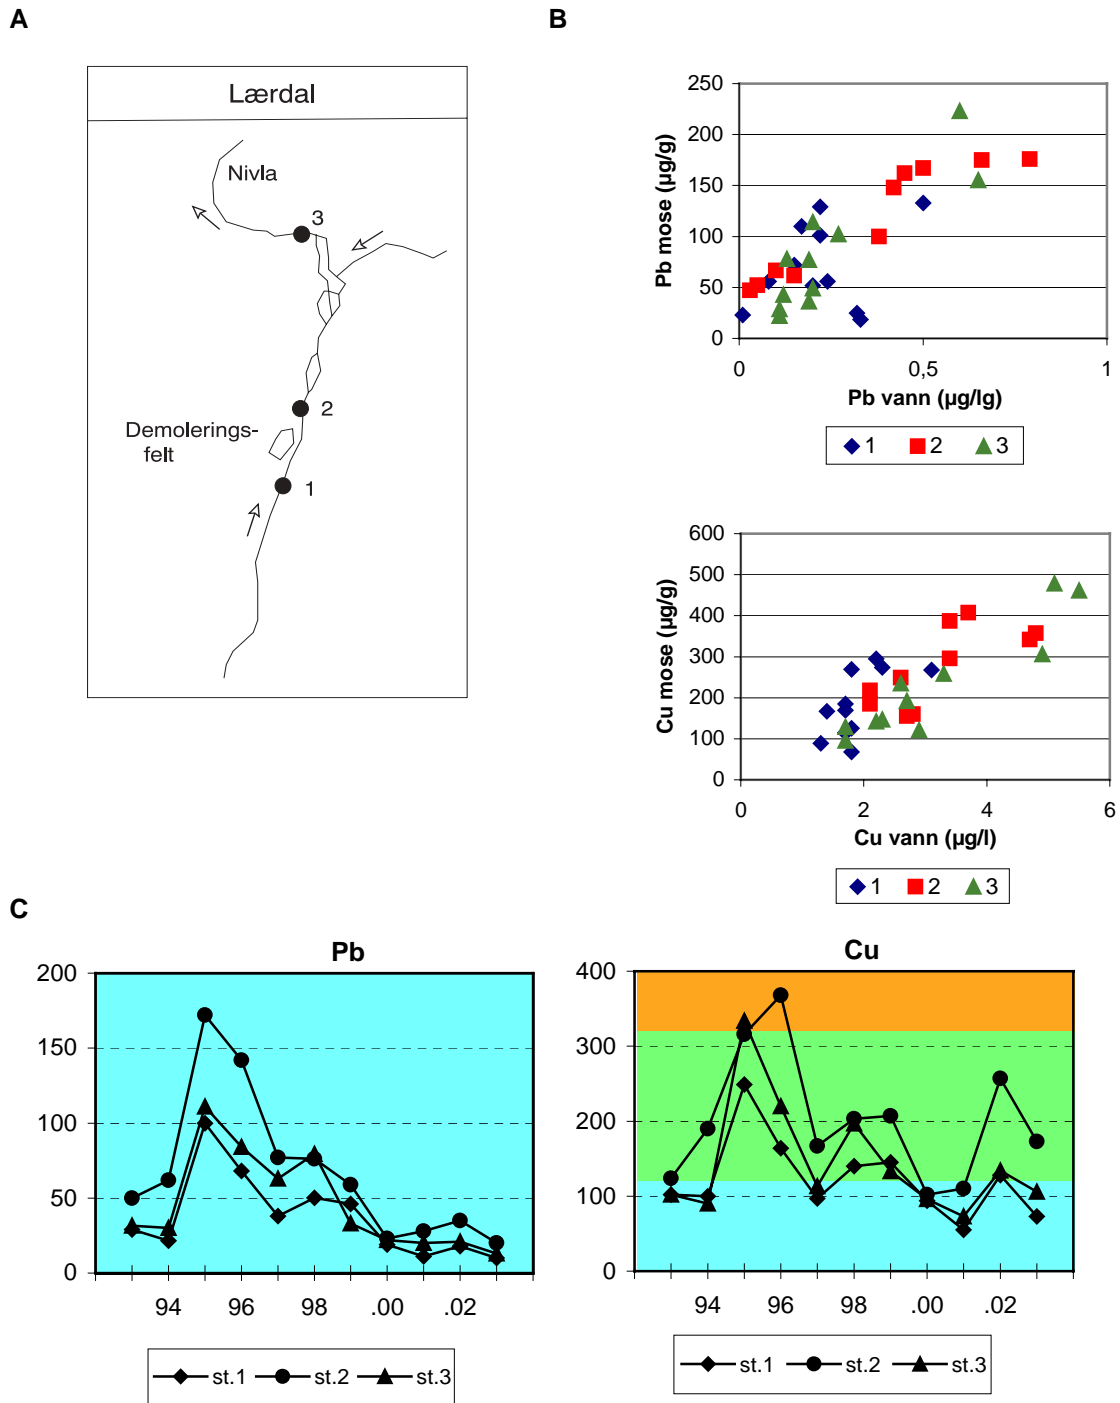 A
B
Lærdal
Nivla
3
2
Demolerings-
felt
1
250
200
150
100
50
0
Pb mose (µg/g)
0 0,5 1
Pb vann (µg/lg)
1 2 3
600
500
400
300
200
100
0
Cu mose (µg/g)
0 2 4 6
Cu vann (µg/l)
1 2 3
C
Pb
200
150
100
50
0
94 96 98 .00 .02
st.1 st.2 st.3
Cu
400
300
200
100
0
94 96 98 .00 .02
st.1 st.2 st.3